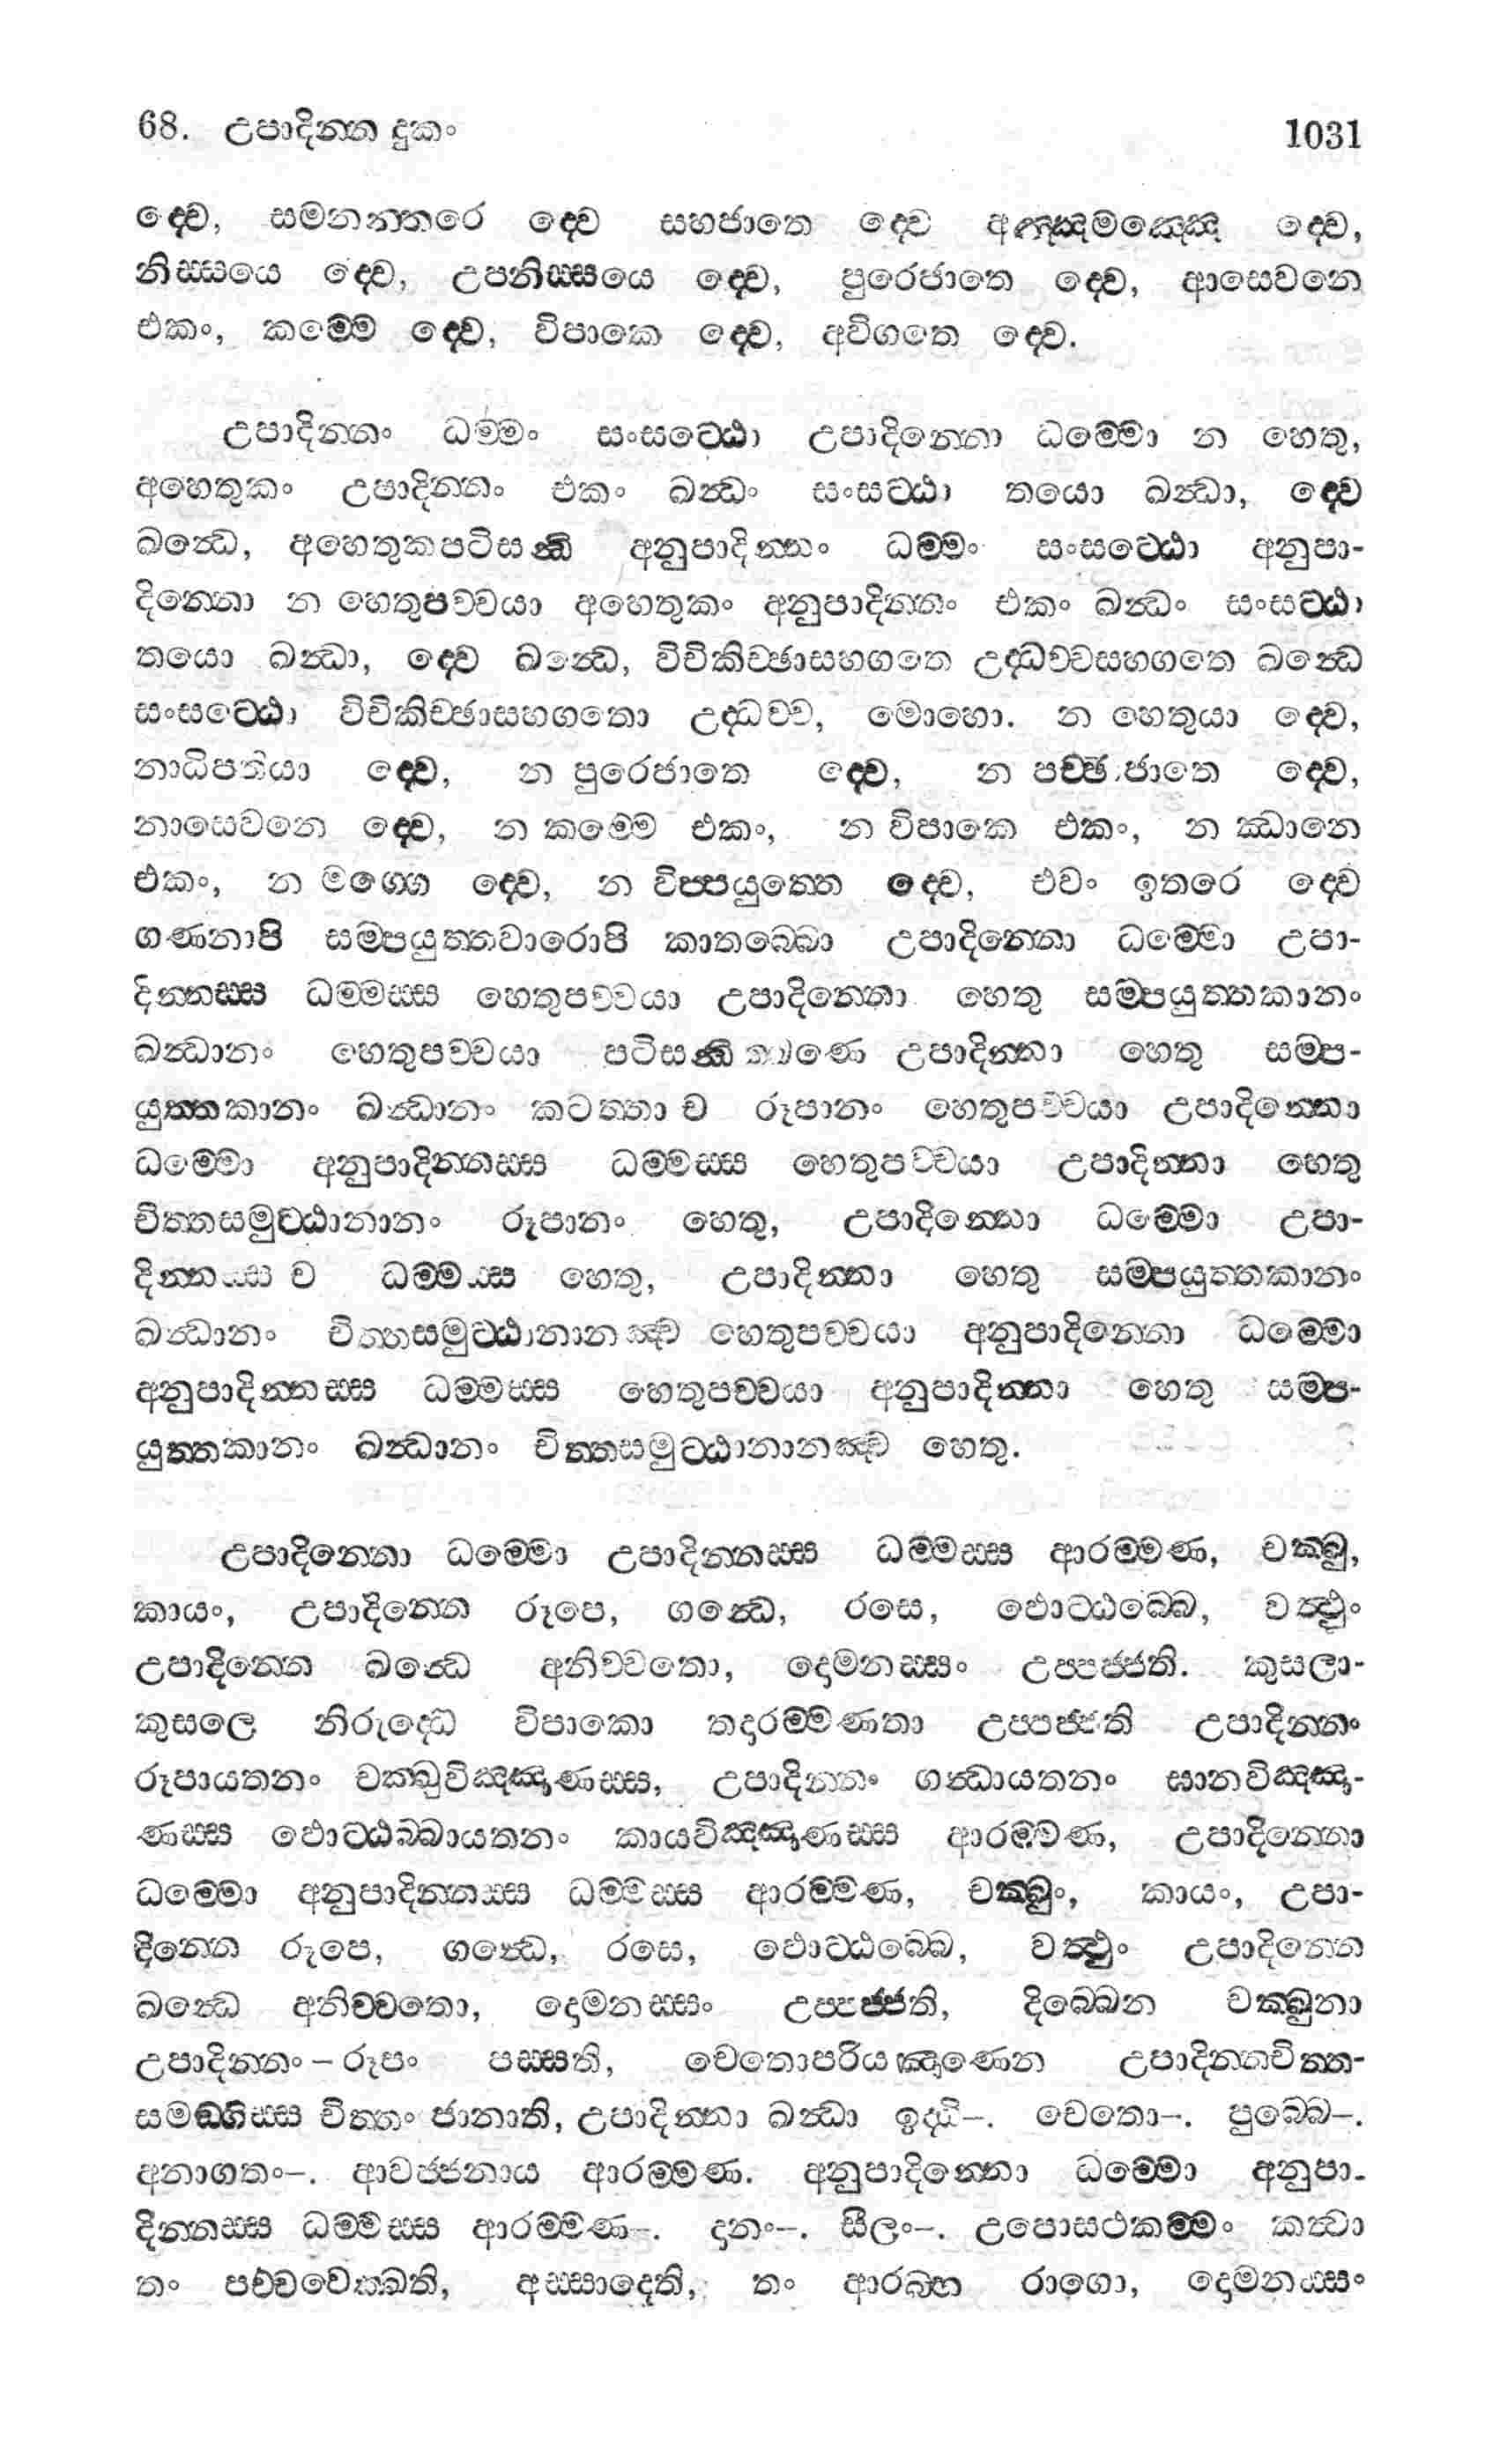 68. උපාදින්න දුකං 1031
ද්වෙ, සමනන්තරෙ ද්වෙ සහජාතෙ ද්වෙ අඤ්ඤමඤ්ඤෙ ද්වෙ,
නිස්සයෙ ද්වෙ, උපනිස්සයෙ ද්වෙ, පුරෙජාතෙ ද්වෙ, ආසෙවනෙ
එකං, කම්මෙ ද්වෙ, විපාකෙ ද්වෙ, අවිගතෙ ද්වෙ.
උපාදින්නං ධම්මං සංසට්ඨො උපාදින්නො ධම්මො න හෙතු,
අහෙතුකං උපාදින්නං එකං ඛන්ධං සංසට්ඨා තයො ඛන්ධා, ද්වෙ
ඛන්ධෙ, අහෙතුකපටිසන්ධි අනුපාදින්නං ධම්මං සංසට්ඨො අනුපා-
දින්නො න හෙතුපච්චයා අහෙතුකං අනුපාදින්නං එකං ඛන්ධං සංසට්ඨා
තයො ඛන්ධා, ද්වෙ ඛන්ධෙ, විචිකිච්ඡාසහගතෙ උද්ධච්චසහගතෙ ඛන්ධෙ
සංසට්ඨො විචිකිච්ඡාසහගතො උද්ධච්ච, මොහො. න හෙතුයා ද්වෙ,
නාධිපතියා ද්වෙ, න පුරෙජාතෙ ද්වෙ, න පච්ඡාජාතෙ ද්වෙ,
නාසෙවනෙ ද්වෙ, න කම්මෙ එකං, න විපාකෙ එකං, න ඣානෙ
එකං, න මග්ගෙ ද්වෙ, න විප්පයුත්තෙ ද්වෙ, එවං ඉතරෙ ද්වෙ
ගණනාපි සම්පයුත්තවාරොපි කාතබ්බො උපාදින්නො ධම්මො උපා-
දින්නස්ස ධම්මස්ස හෙතුපච්චයා උපාදින්නො හෙතු සම්පයුත්තකානං
ඛන්ධානං හෙතුපච්චයා පටිසන්ධික්ඛණෙ උපාදින්නා හෙතු සම්ප-
යුත්තකානං ඛන්ධානං කටත්තා ච රූපානං හෙතුපච්චයා උපාදින්නො
ධම්මො අනුපාදින්නස්ස ධම්මස්ස හෙතුපච්චයා උපාදින්නා හෙතු
චිත්තසමුට්ඨානානං රූපානං හෙතු, උපාදින්නො ධම්මො උපා-
දින්නස්ස ච ධම්මස්ස හෙතු, උපාදින්නා හෙතු සම්පයුත්තකානං
ඛන්ධානං චිත්තසමුට්ඨානානඤ්ච හෙතුපච්චයා අනුපාදින්නො ධම්මො
අනුපාදින්නස්ස ධම්මස්ස හෙතුපච්චයා අනුපාදින්නා හෙතු සම්ප-
යුත්තකානං ඛන්ධානං චිත්තසමුට්ඨානානඤ්ච හෙතු.
උපාදින්නො ධම්මො උපාදින්නස්ස ධම්මස්ස ආරම්මණ, චක්ඛු,
කායං, උපාදින්නෙ රූපෙ, ගන්ධෙ, රසෙ, ඵොට්ඨබ්බෙ, වත්ථුං
උපාදින්නෙ ඛන්ධෙ අනිච්චතො, දොමනස්සං උප්පජ්ජති. කුසලා-
කුසලෙ නිරුද්ධෙ විපාකො තදාරම්මණතා උප්පජ්ජති උපාදින්නං
රූපායතනං චක්ඛුවිඤ්ඤාණස්ස, උපාදින්නං ගන්ධායතනං ඝානවිඤ්ඤා-
ණස්ස ඵොට්ඨබ්බායතනං කායවිඤ්ඤාණස්ස ආරම්මණ, උපාදින්නො
ධම්මො අනුපාදින්නස්ස ධම්මස්ස ආරම්මණ, චක්ඛුං, කායං, උපා-
දින්නෙ රූපෙ, ගන්ධෙ, රසෙ, ඵොට්ඨබ්බෙ, වත්ථුං උපාදින්නෙ
ඛන්ධෙ අනිච්චතො, දොමනස්සං උප්පජ්ජති, දිබ්බෙන චක්ඛුනා
උපාදින්නං – රූපං පස්සති, චෙතොපරියඤාණෙන උපාදින්නචිත්ත-
සමඞ්ගිස්ස චිත්තං ජානාති, උපාදින්නා ඛන්ධා ඉද්ධි–. චෙතො–. පුබ්බෙ–.
අනාගතං–. ආවජ්ජනාය ආරම්මණ. අනුපාදින්නො ධම්මො අනුපා-
දින්නස්ස ධම්මස්ස ආරම්මණ–. දානං–. සීලං–. උපොසථකම්මං කත්වා
තං පච්චවෙක්ඛති, අස්සාදෙති, තං ආරබ්භ රාගො, දොමනස්සං